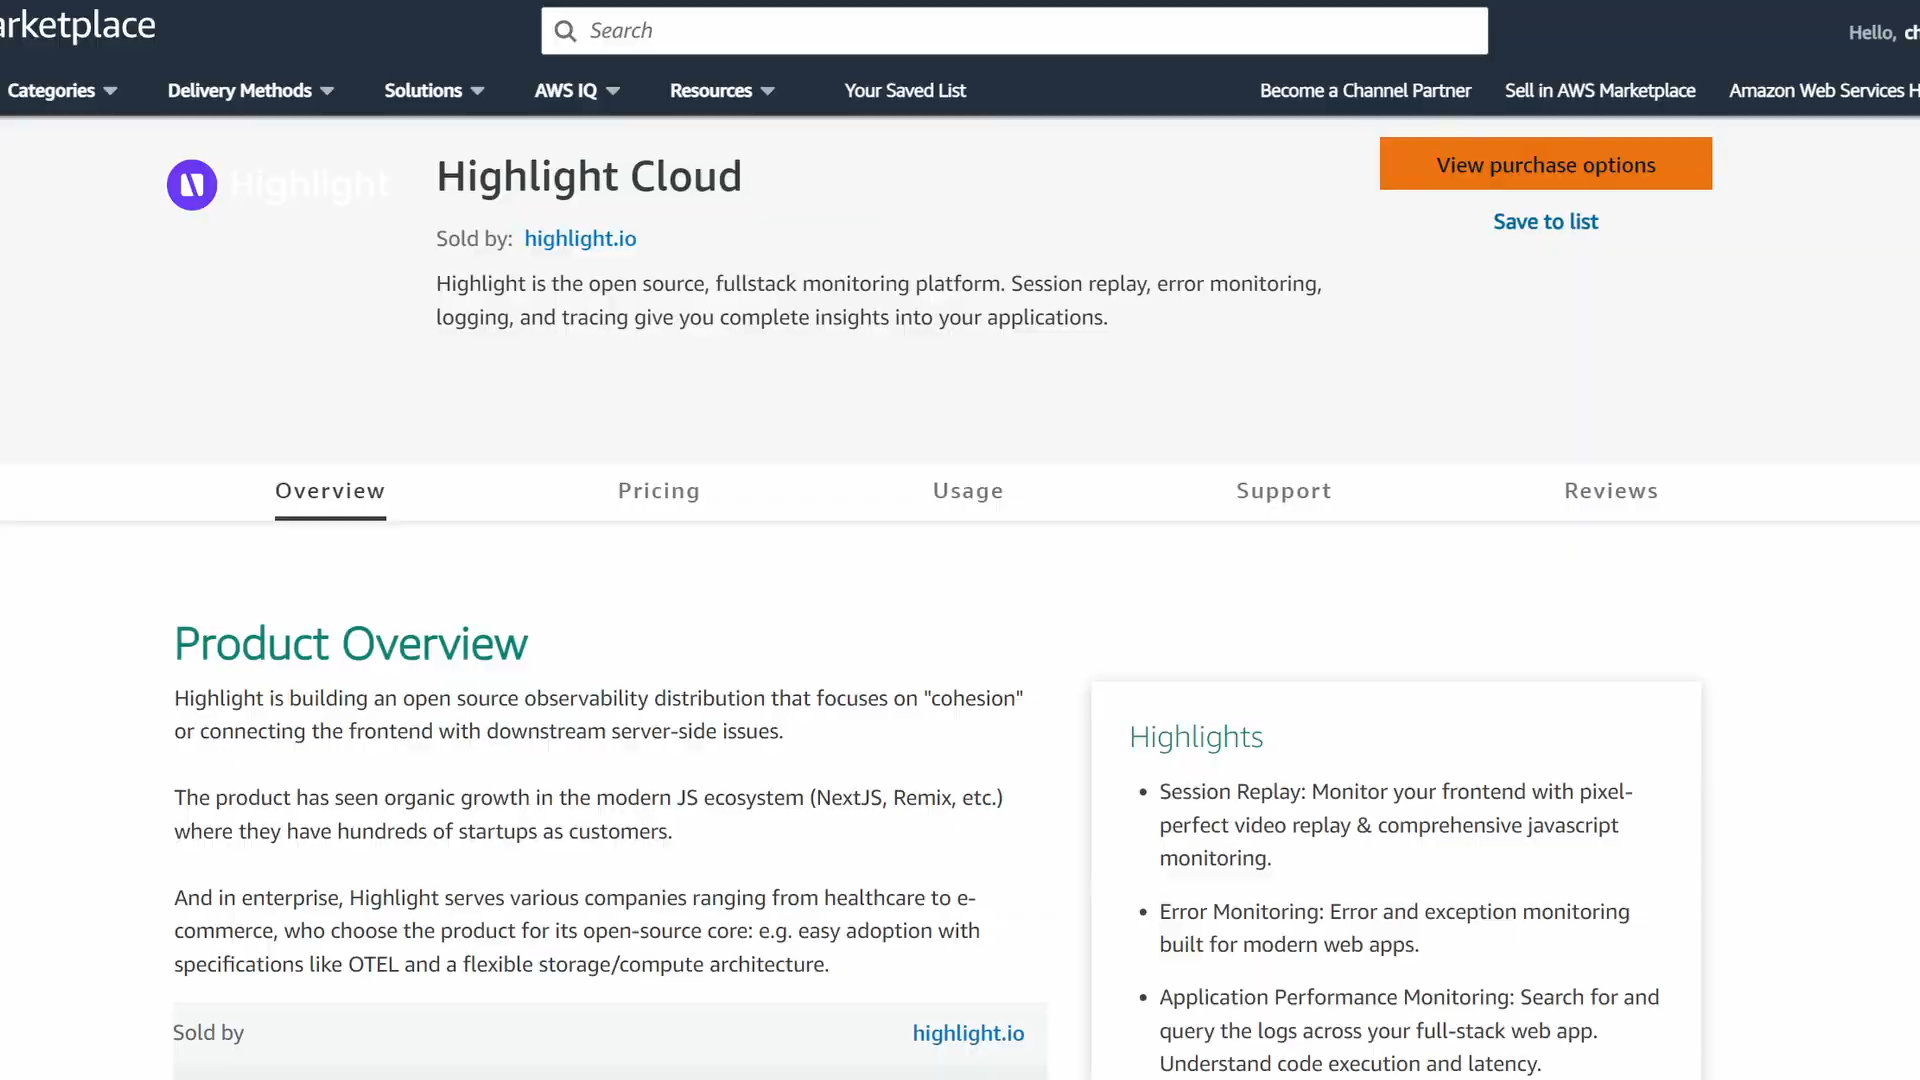 arketplace
Search
Hello, ch
Categories
Delivery Methods
Solutions
AWS IQ
Resources
Your Saved List
Become a Channel Partner
Sell in AWS Marketplace
Amazon Web Services H
Highlight
Highlight Cloud
View purchase options
Save to list
Sold by: highlight.io
Highlight is the open source, fullstack monitoring platform. Session replay, error monitoring,
logging, and tracing give you complete insights into your applications.
Overview
Pricing
Usage
Support
Reviews
Product Overview
Highlight is building an open source observability distribution that focuses on "cohesion"
or connecting the frontend with downstream server-side issues.
The product has seen organic growth in the modern JS ecosystem (NextJS, Remix, etc.)
where they have hundreds of startups as customers.
And in enterprise, Highlight serves various companies ranging from healthcare to e-
commerce, who choose the product for its open-source core: e.g. easy adoption with
specifications like OTEL and a flexible storage/compute architecture.
Sold by
highlight.io
Highlights
• Session Replay: Monitor your frontend with pixel-
perfect video replay & comprehensive javascript
monitoring.
• Error Monitoring: Error and exception monitoring
built for modern web apps.
• Application Performance Monitoring: Search for and
query the logs across your full-stack web app.
Understand code execution and latency.